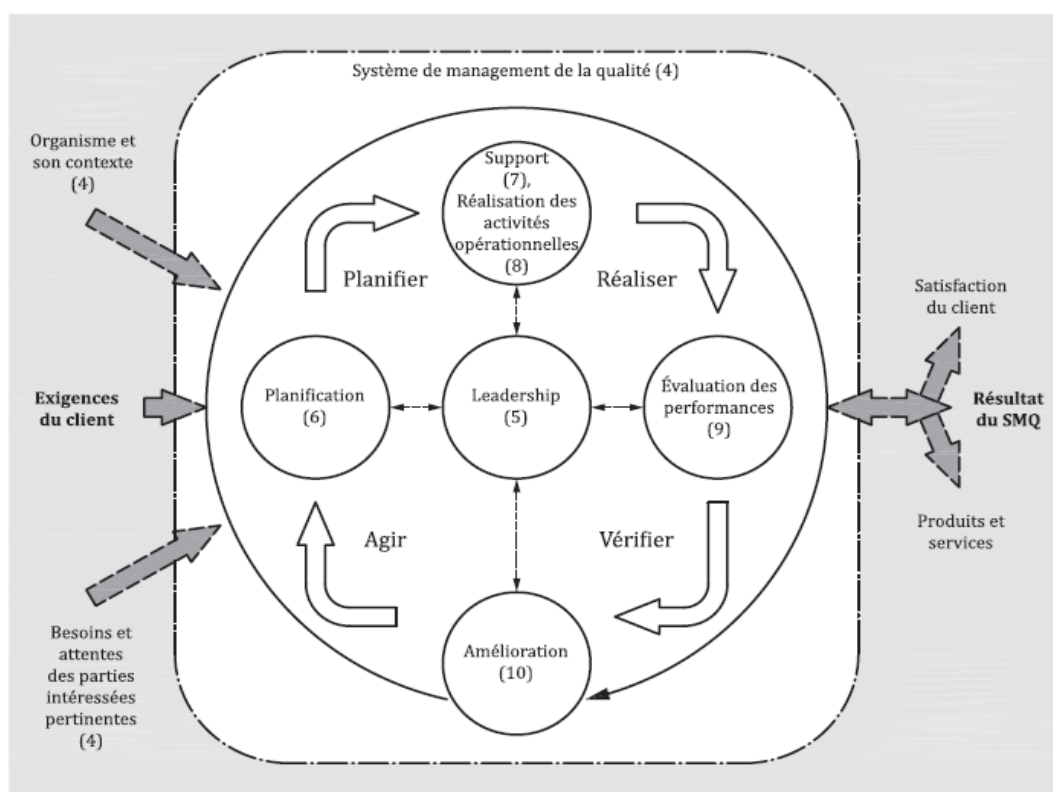 Système de management de la qualité (4)
Organisme et
son contexte
(4)
Support
(7),
Réalisation des
activités
opérationnelles
(8)
Planifier
Réaliser
Satisfaction
du client
Exigences
du client
Planification
(6)
Leadership
(5)
Évaluation des
performances
(9)
Résultat
du SMQ
Agir
Vérifier
Produits et
services
Besoins et
attentes
des parties
intéressées
pertinentes
(4)
Amélioration
(10)